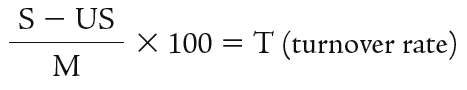 S – US
M
× 100 = T (turnover rate)